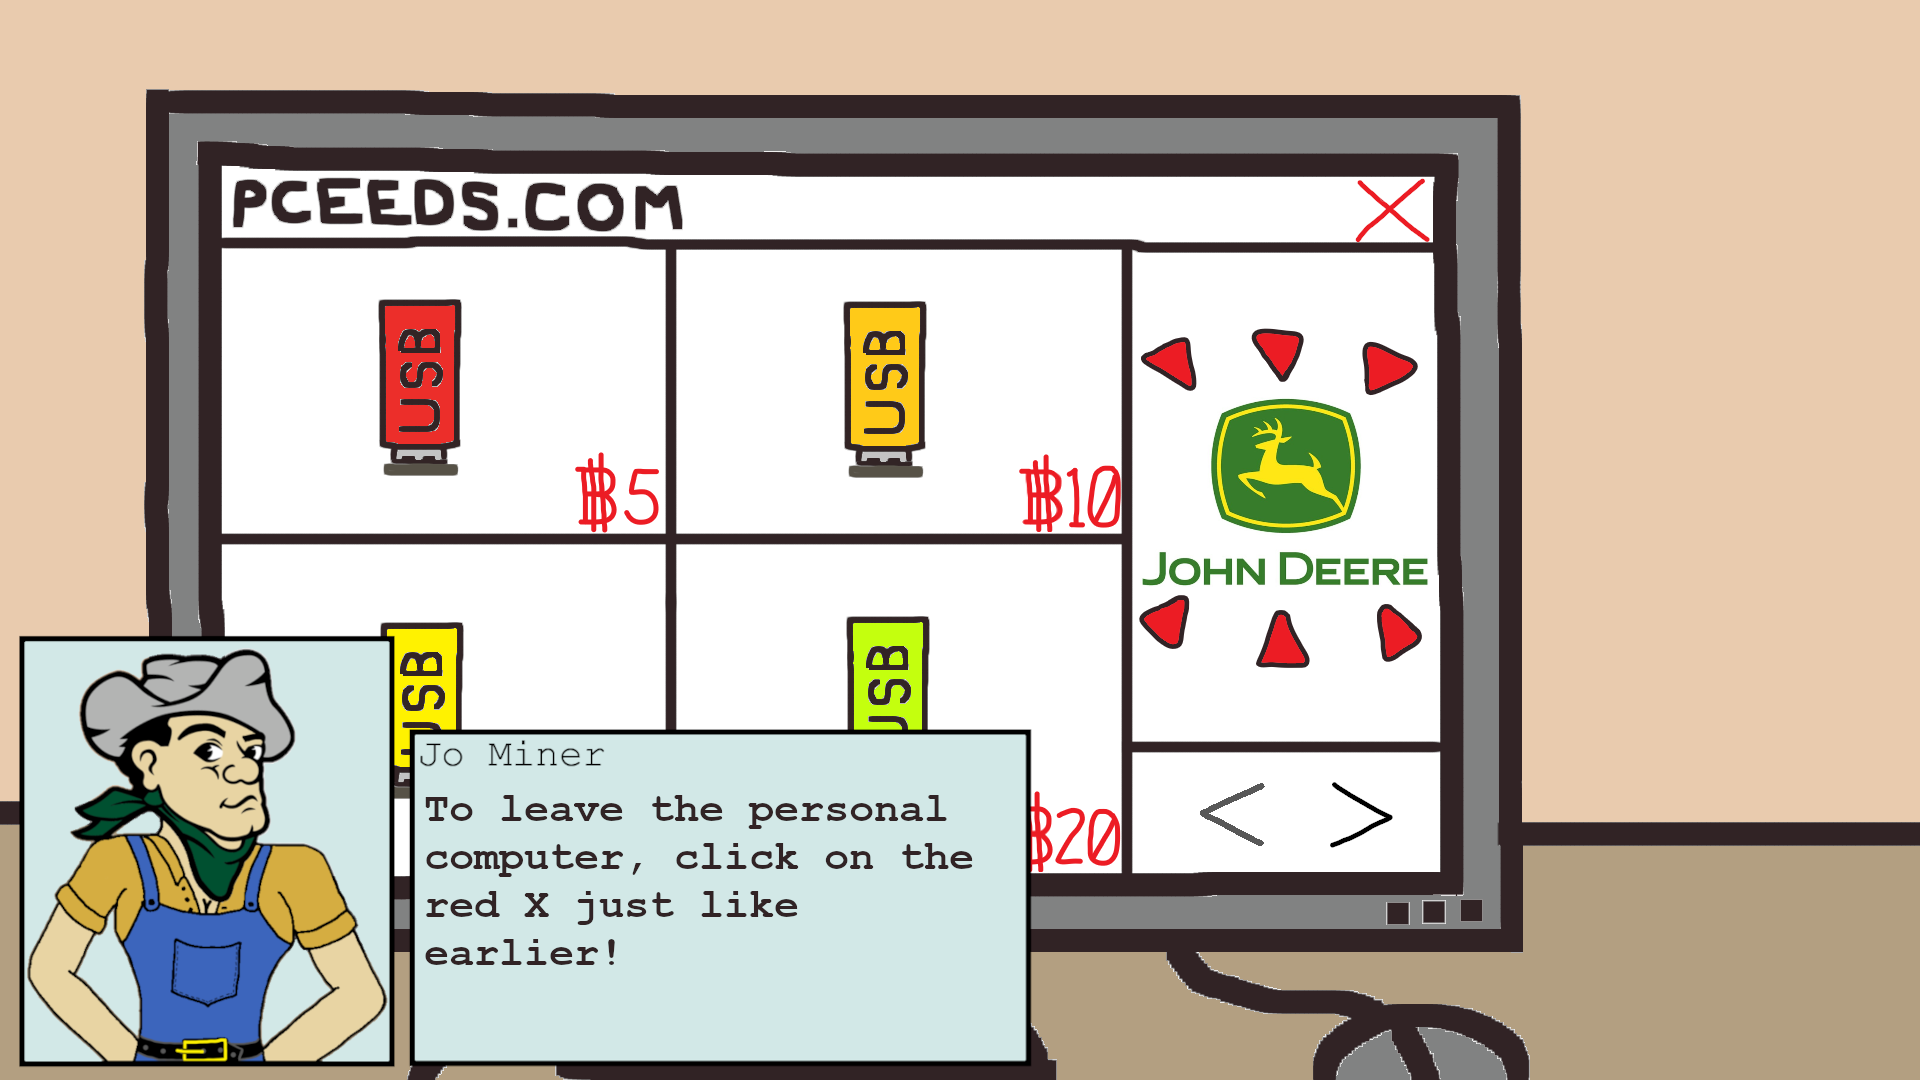 PCEEDS.COM
USB
฿5
USB
฿10
JOHN DEERE
USB
USB
฿20
< >
Jo Miner
To leave the personal
computer, click on the
red X just like
earlier!